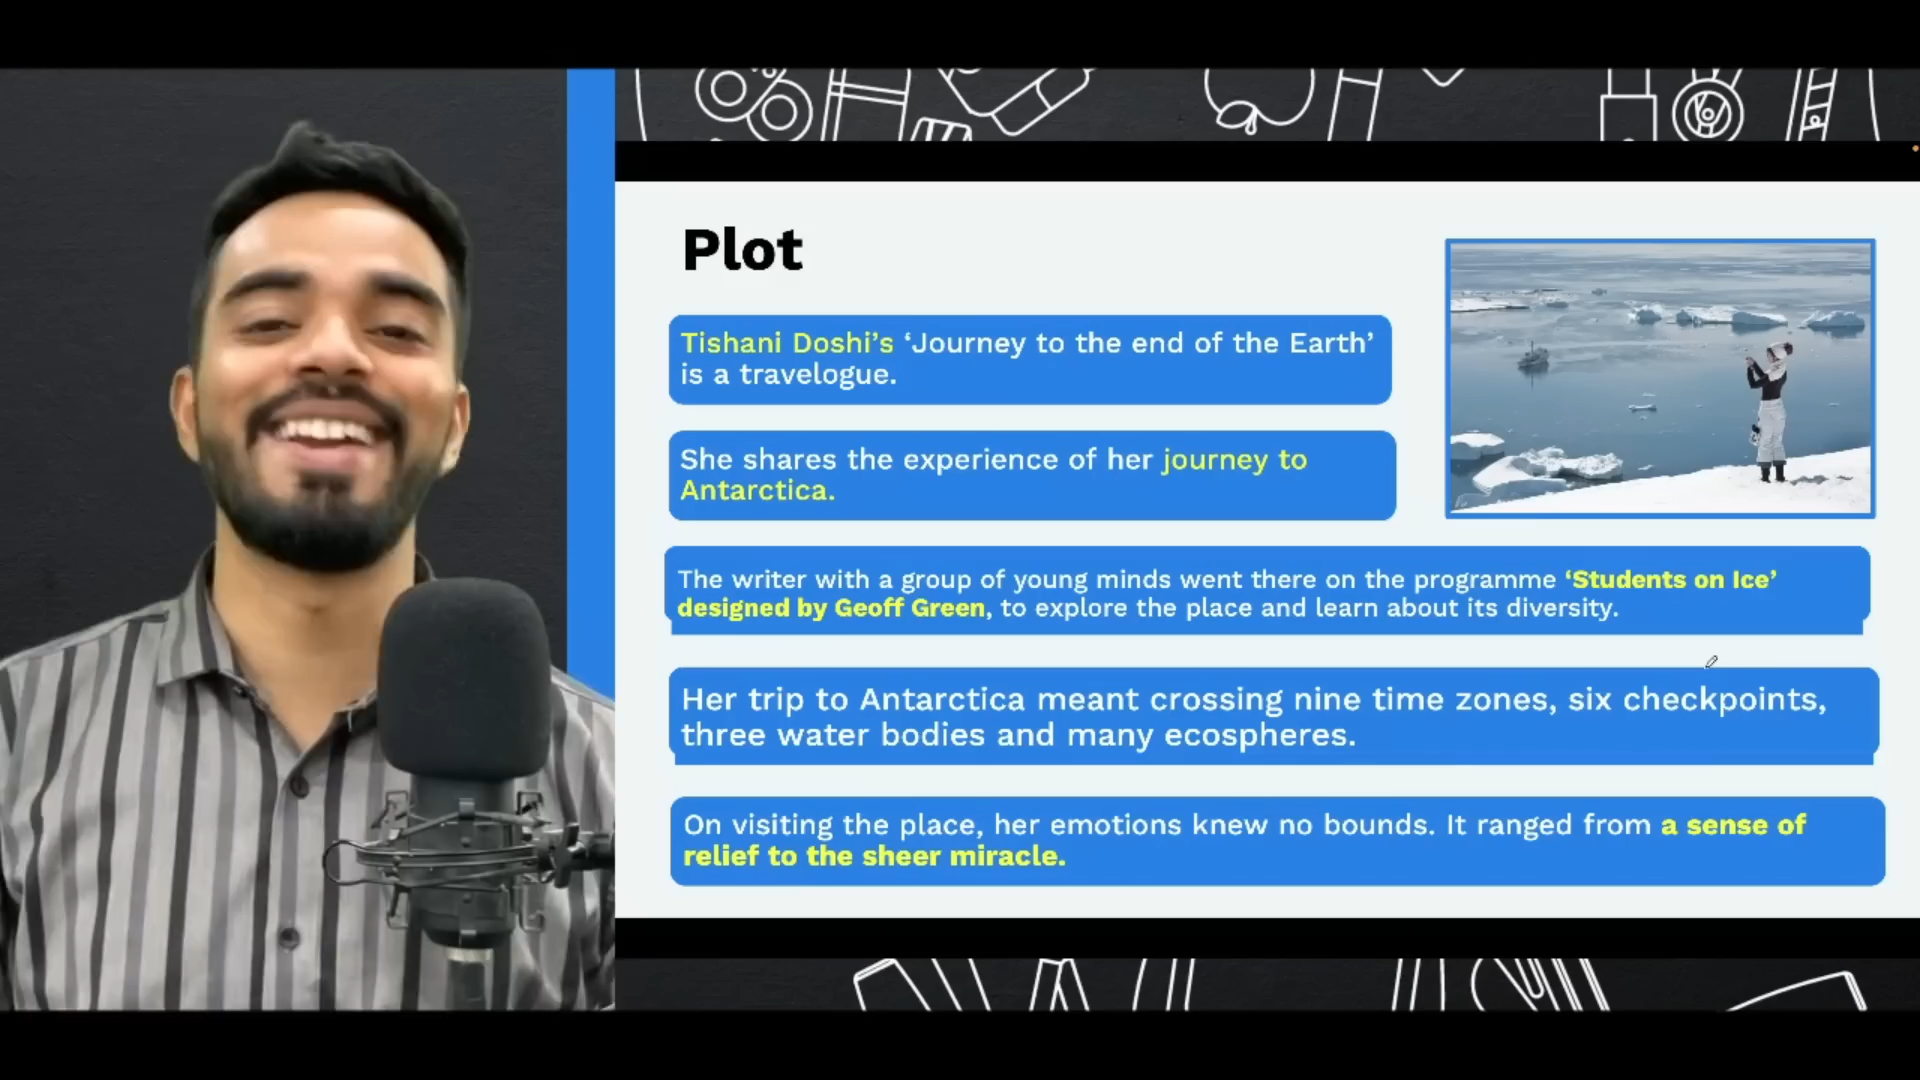 Plot
Tishani Doshi’s ‘Journey to the end of the Earth’
is a travelogue.
She shares the experience of her journey to
Antarctica.
The writer with a group of young minds went there on the programme ‘Students on Ice’
designed by Geoff Green, to explore the place and learn about its diversity.
Her trip to Antarctica meant crossing nine time zones, six checkpoints,
three water bodies and many ecospheres.
On visiting the place, her emotions knew no bounds. It ranged from a sense of
relief to the sheer miracle.